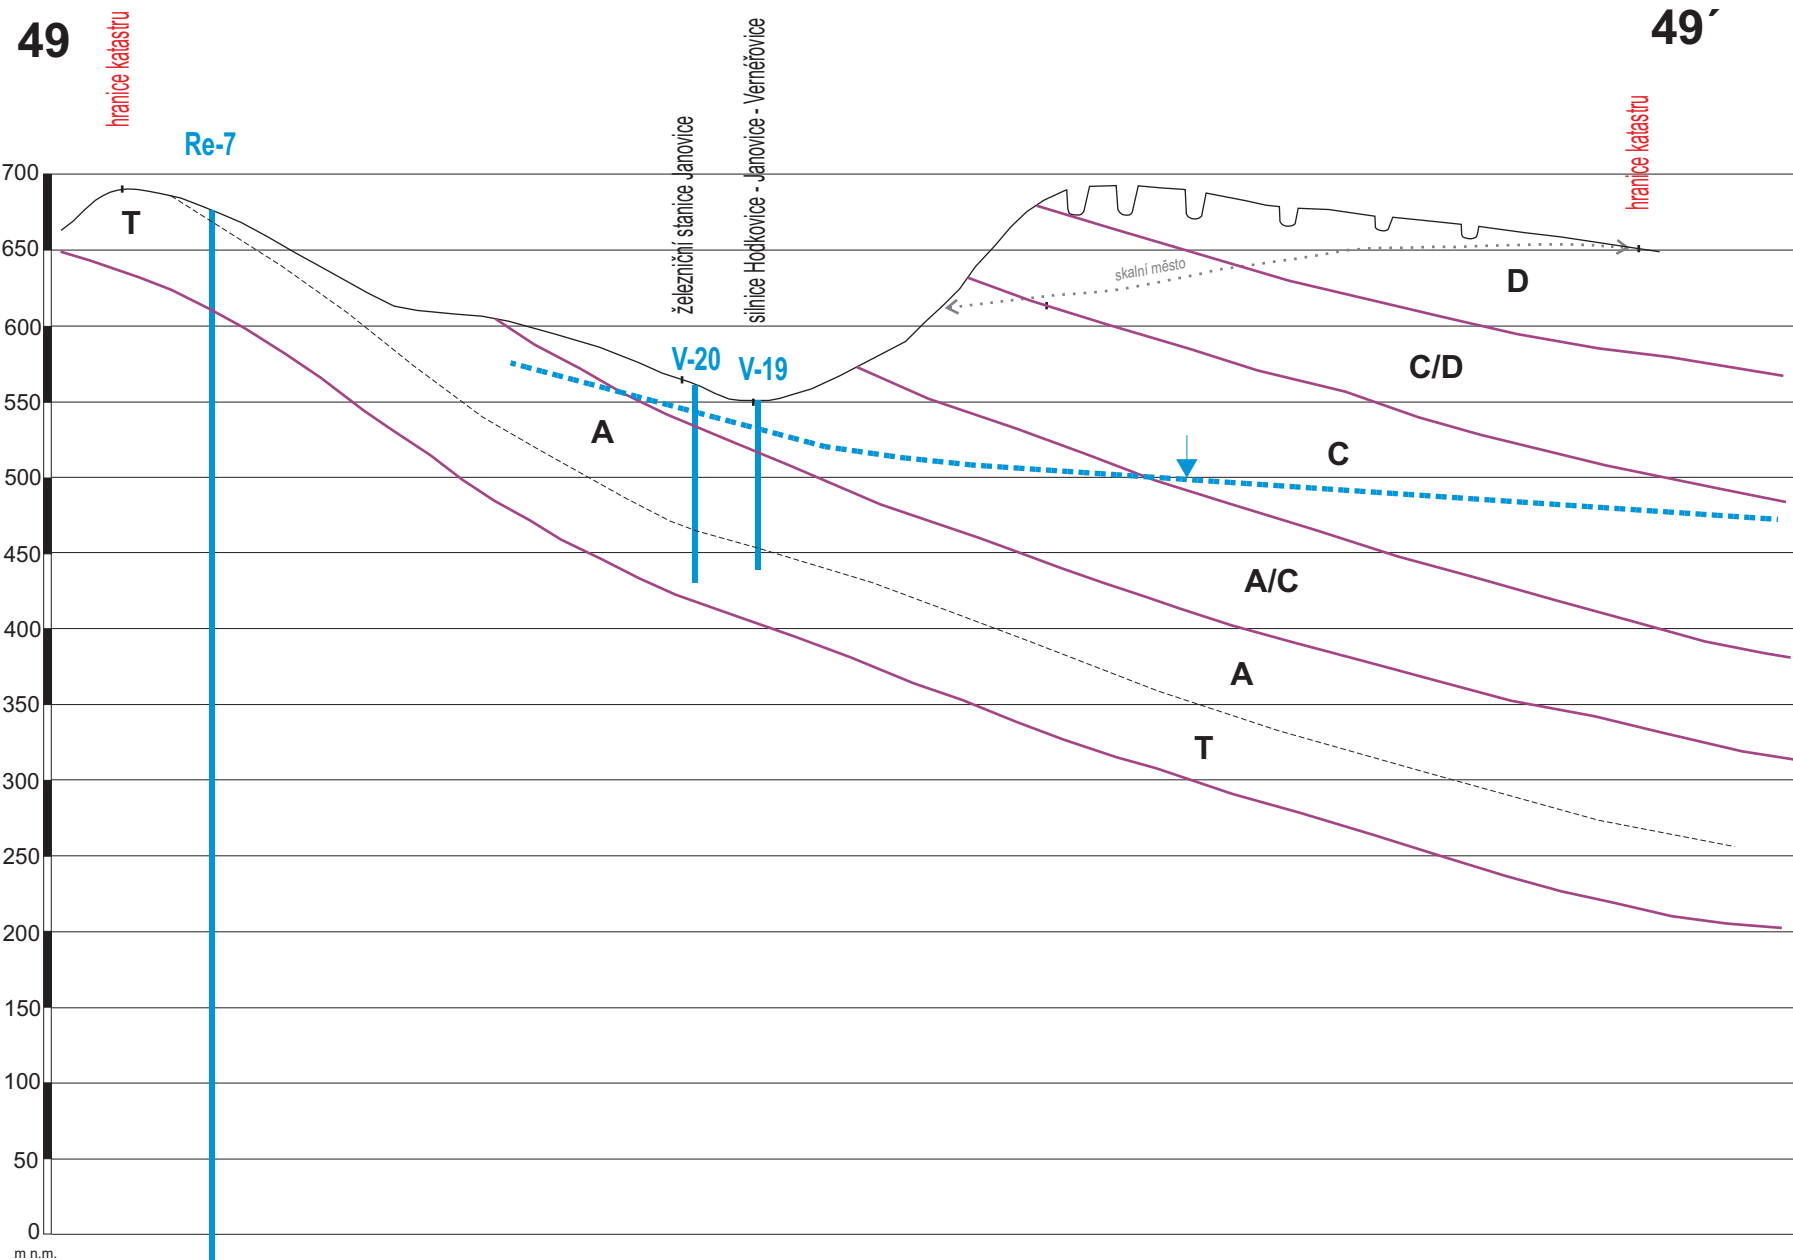 49
hranice katastru
Re-7
železniční stanice Janovice
silnice Hodkovice - Janovice - Vernéřovice
49´
hranice katastru
700
T
650
skalní město
D
600
V-20
V-19
C/D
550
A
C
500
450
A/C
400
A
350
T
300
250
200
150
100
50
0
m n.m.